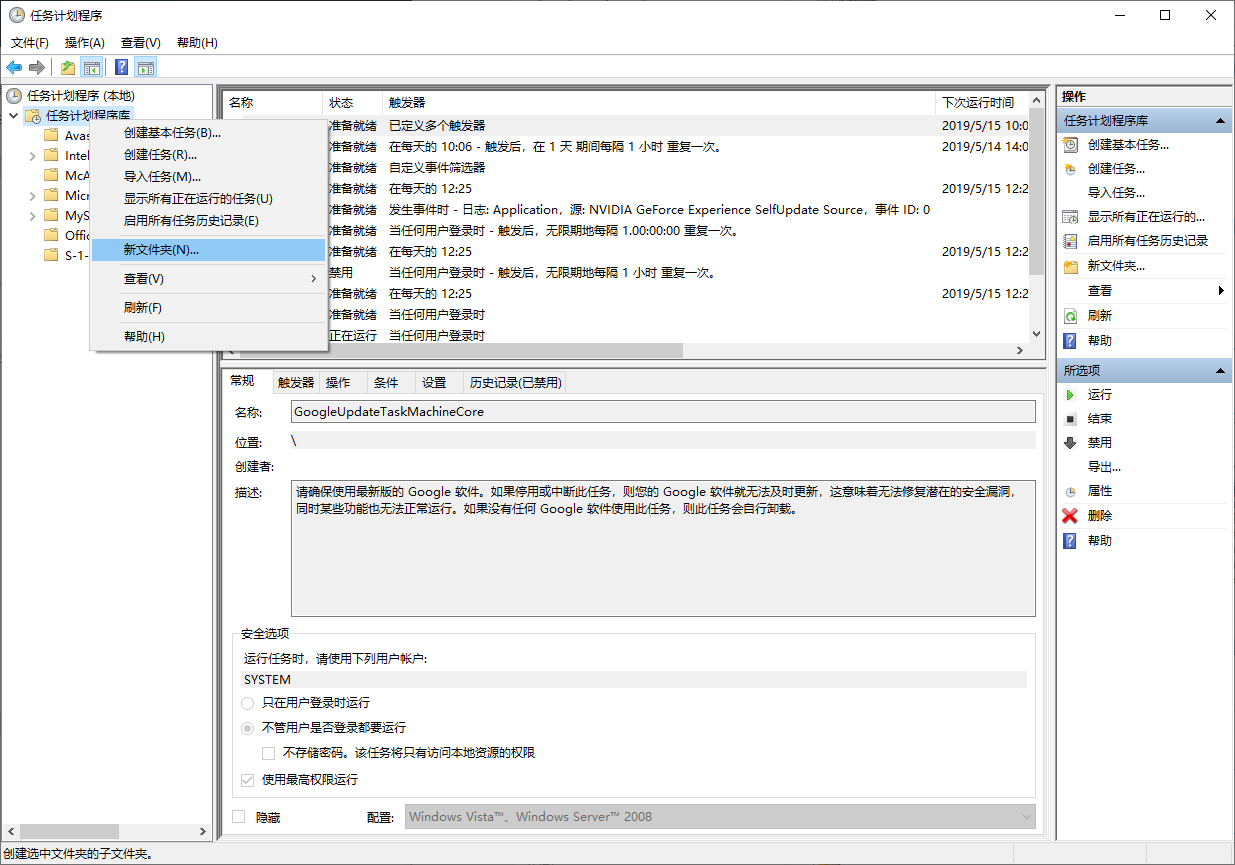 任务计划程序
文件(F) 操作(A) 查看(V) 帮助(H)
任务计划程序 (本地)
任务计划程序库
Avas
Intel
McA
Micr
MyS
Offic
S-1-
创建基本任务(B)...
创建任务(R)...
导入任务(M)...
显示所有正在运行的任务(U)
启用所有任务历史记录(E)
新文件夹(N)...
查看(V)
刷新(F)
帮助(H)
名称 状态 触发器 下次运行时间
准备就绪 已定义多个触发器 2019/5/15 10:0
准备就绪 在每天的 10:06 - 触发后，在 1 天 期间每隔 1 小时 重复一次。 2019/5/14 14:0
准备就绪 自定义事件筛选器
准备就绪 在每天的 12:25 2019/5/15 12:2
准备就绪 发生事件时 - 日志: Application，源: NVIDIA GeForce Experience SelfUpdate Source，事件 ID: 0
准备就绪 当任何用户登录时 - 触发后，无限期地每隔 1.00:00:00 重复一次。
准备就绪 在每天的 12:25 2019/5/15 12:2
禁用 当任何用户登录时 - 触发后，无限期地每隔 1 小时 重复一次。
准备就绪 在每天的 12:25 2019/5/15 12:2
准备就绪 当任何用户登录时
正在运行 当任何用户登录时
常规 触发器 操作 条件 设置 历史记录(已禁用)
名称: GoogleUpdateTaskMachineCore
位置: \
创建者:
描述: 请确保使用最新版的 Google 软件。如果停用或中断此任务，则您的 Google 软件就无法及时更新，这意味着无法修复潜在的安全漏洞，
同时某些功能也无法正常运行。如果没有任何 Google 软件使用此任务，则此任务会自行卸载。
安全选项
运行任务时，请使用下列用户帐户:
SYSTEM
只在用户登录时运行
不管用户是否登录都要运行
不存储密码。该任务将只有访问本地资源的权限
使用最高权限运行
隐藏 配置: Windows Vista™、Windows Server™ 2008
操作
任务计划程序库
创建基本任务...
创建任务...
导入任务...
显示所有正在运行的...
启用所有任务历史记录
新文件夹...
查看
刷新
帮助
所选项
运行
结束
禁用
导出...
属性
删除
帮助
创建选中文件夹的子文件夹。